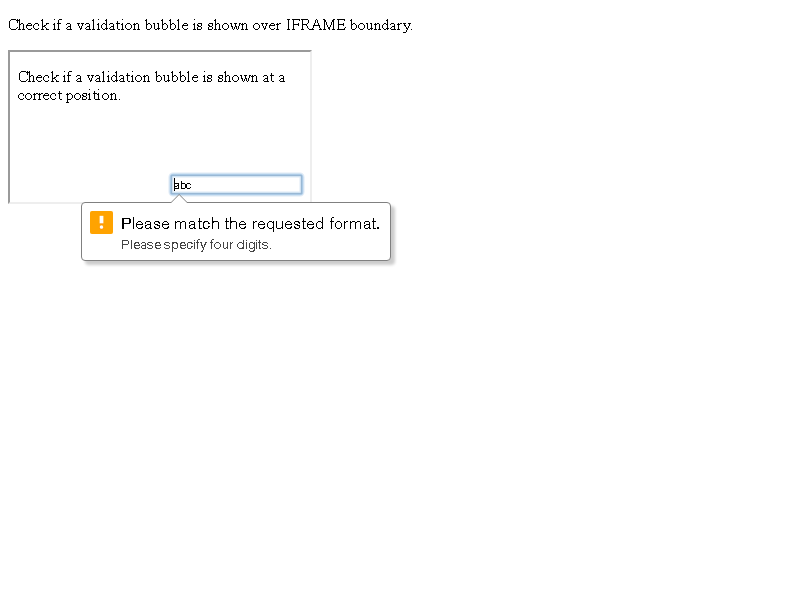 Check if a validation bubble is shown over IFRAME boundary.
Check if a validation bubble is shown at a
correct position.
abc
! Please match the requested format.
Please specify four digits.